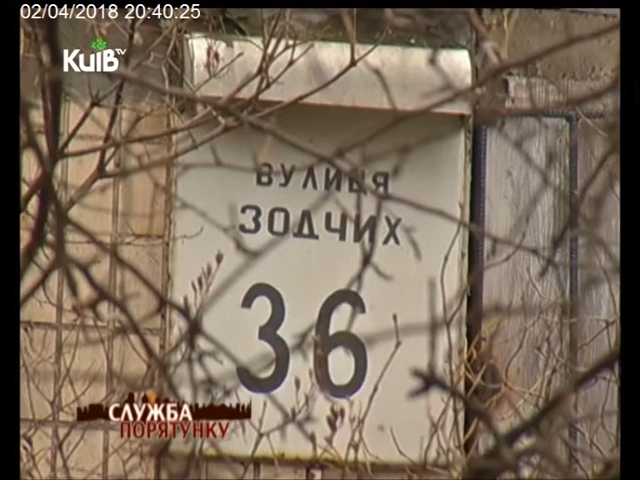 02/04/2018 20:40:25
КиїВ TV
ВУЛИЦЯ
ЗОДЧИХ
36
СЛУЖБА
ПОРЯТУНКУ